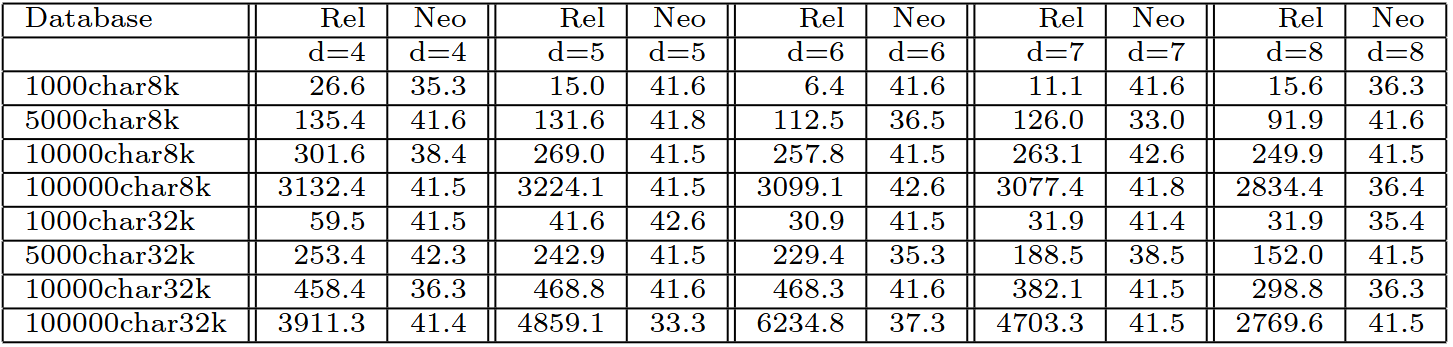 Database Rel Neo Rel Neo Rel Neo Rel Neo Rel Neo
d=4 d=4 d=5 d=5 d=6 d=6 d=7 d=7 d=8 d=8
1000char8k 26.6 35.3 15.0 41.6 6.4 41.6 11.1 41.6 15.6 36.3
5000char8k 135.4 41.6 131.6 41.8 112.5 36.5 126.0 33.0 91.9 41.6
10000char8k 301.6 38.4 269.0 41.5 257.8 41.5 263.1 42.6 249.9 41.5
100000char8k 3132.4 41.5 3224.1 41.5 3099.1 42.6 3077.4 41.8 2834.4 36.4
1000char32k 59.5 41.5 41.6 42.6 30.9 41.5 31.9 41.4 31.9 35.4
5000char32k 253.4 42.3 242.9 41.5 229.4 35.3 188.5 38.5 152.0 41.5
10000char32k 458.4 36.3 468.8 41.6 468.3 41.6 382.1 41.5 298.8 36.3
100000char32k 3911.3 41.4 4859.1 33.3 6234.8 37.3 4703.3 41.5 2769.6 41.5